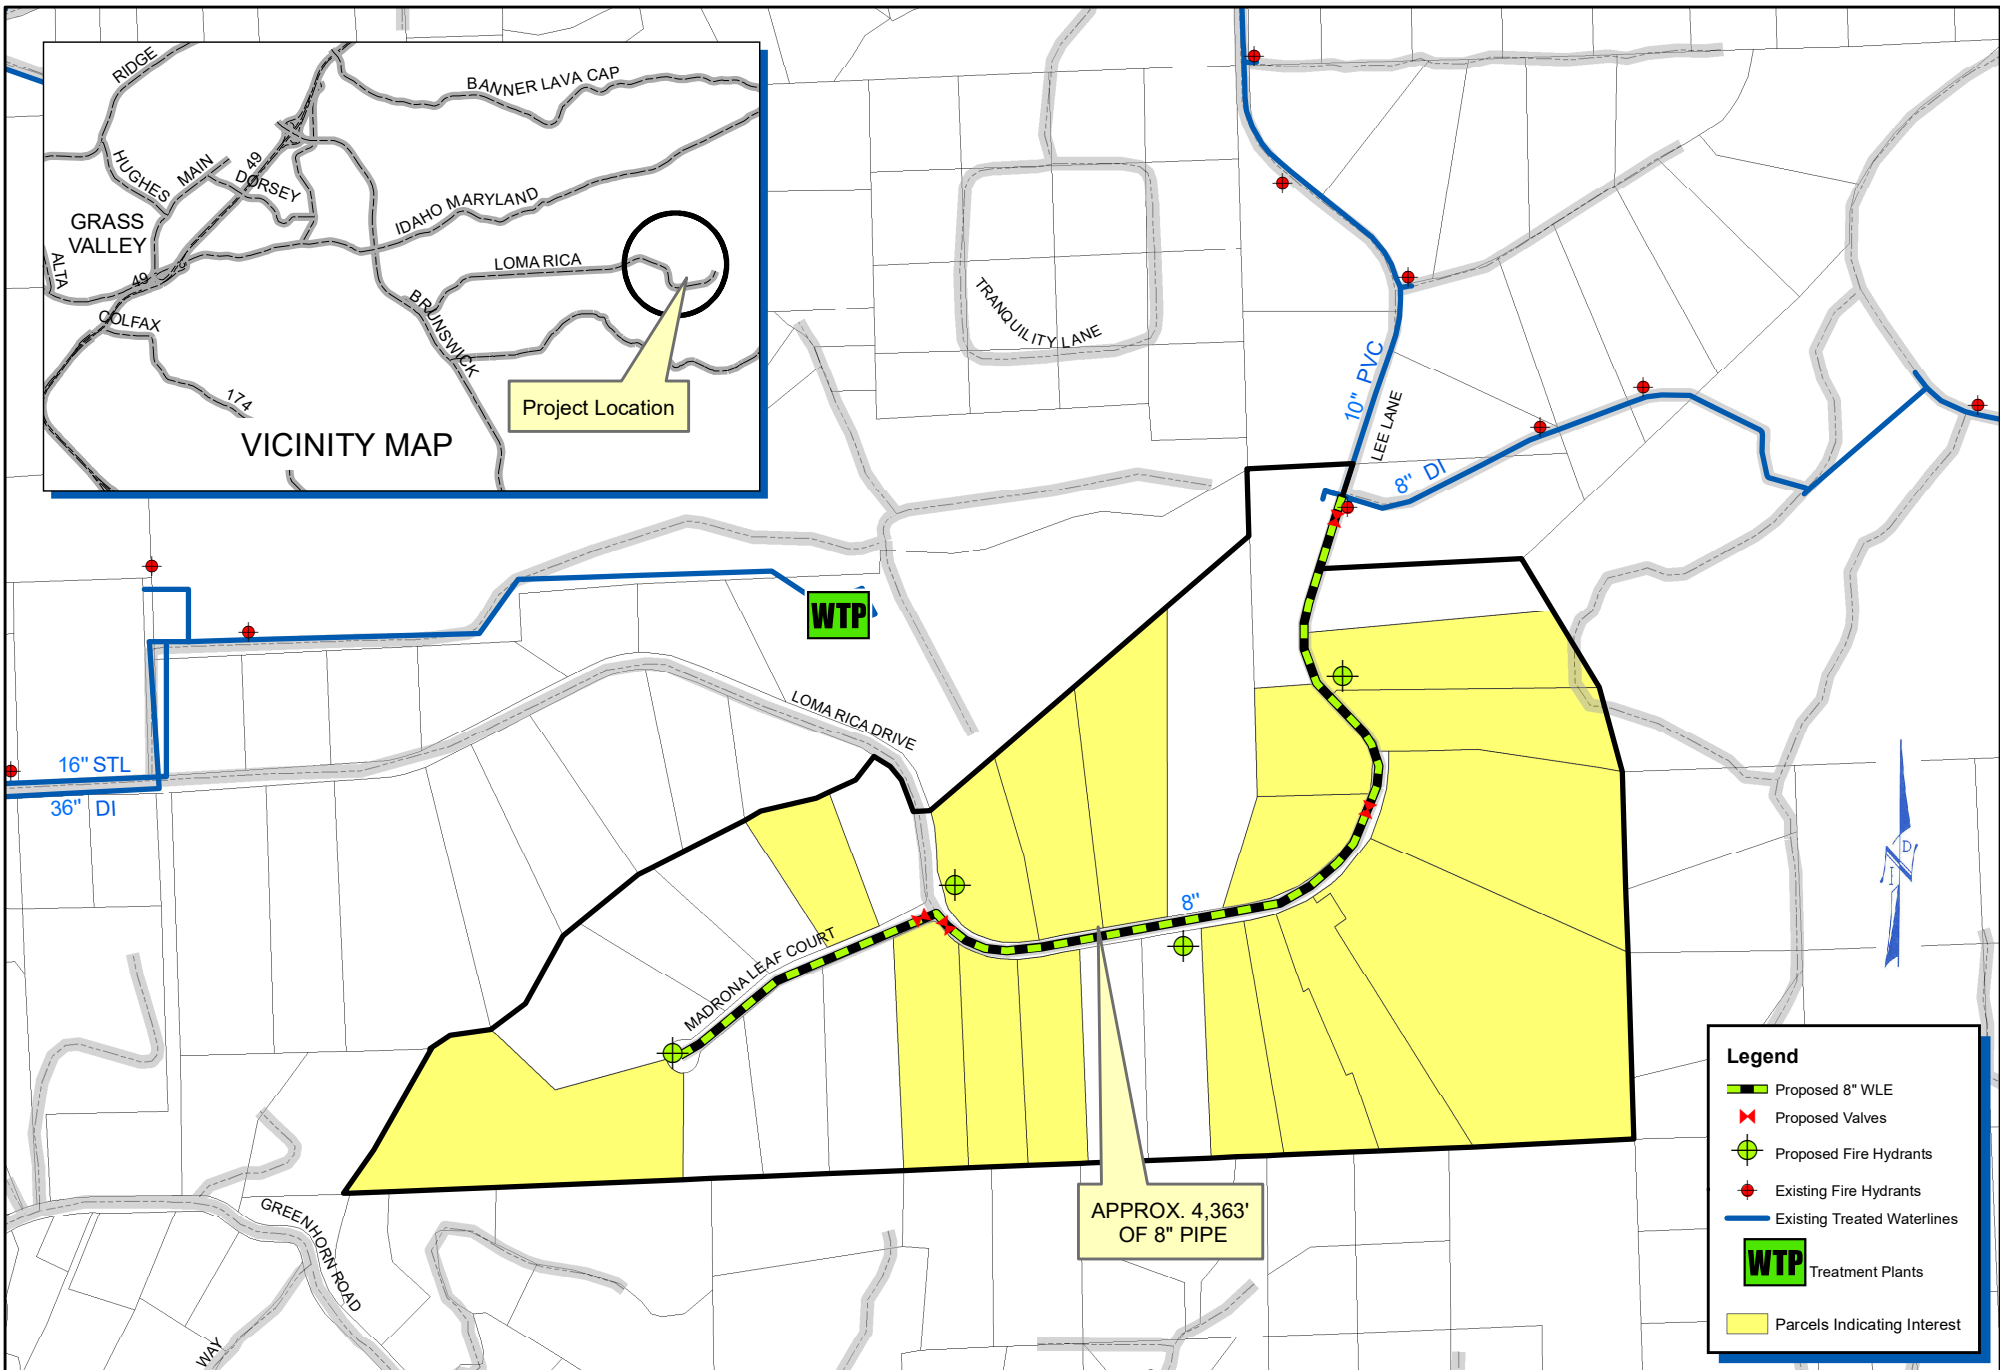 RIDGE
BANNER LAVA CAP
HUGHES
MAIN
49
DORSEY
GRASS
VALLEY
IDAHO MARYLAND
ALTA
49
LOMA RICA
COLFAX
BRUNSWICK
174
Project Location
VICINITY MAP
TRANQUILITY LANE
10" PVC
LEE LANE
8" DI
WTP
LOMA RICA DRIVE
16" STL
36" DI
8"
MADRONA LEAF COURT
N
I
D
APPROX. 4,363'
OF 8" PIPE
GREENHORN ROAD
WAY
Legend
Proposed 8" WLE
Proposed Valves
Proposed Fire Hydrants
Existing Fire Hydrants
Existing Treated Waterlines
WTP Treatment Plants
Parcels Indicating Interest